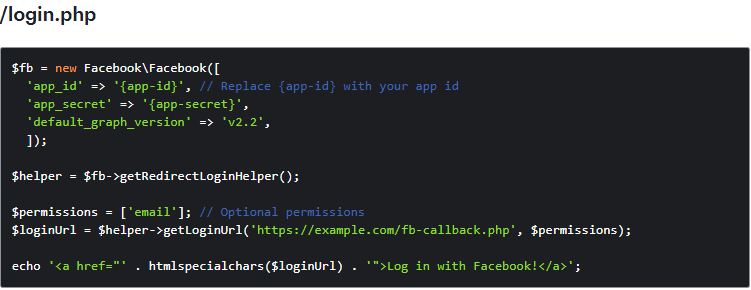 /login.php
$fb = new Facebook\Facebook([
  'app_id' => '{app-id}', // Replace {app-id} with your app id
  'app_secret' => '{app-secret}',
  'default_graph_version' => 'v2.2',
  ]);

$helper = $fb->getRedirectLoginHelper();

$permissions = ['email']; // Optional permissions
$loginUrl = $helper->getLoginUrl('https://example.com/fb-callback.php', $permissions);

echo '<a href="' . htmlspecialchars($loginUrl) . '">Log in with Facebook!</a>';